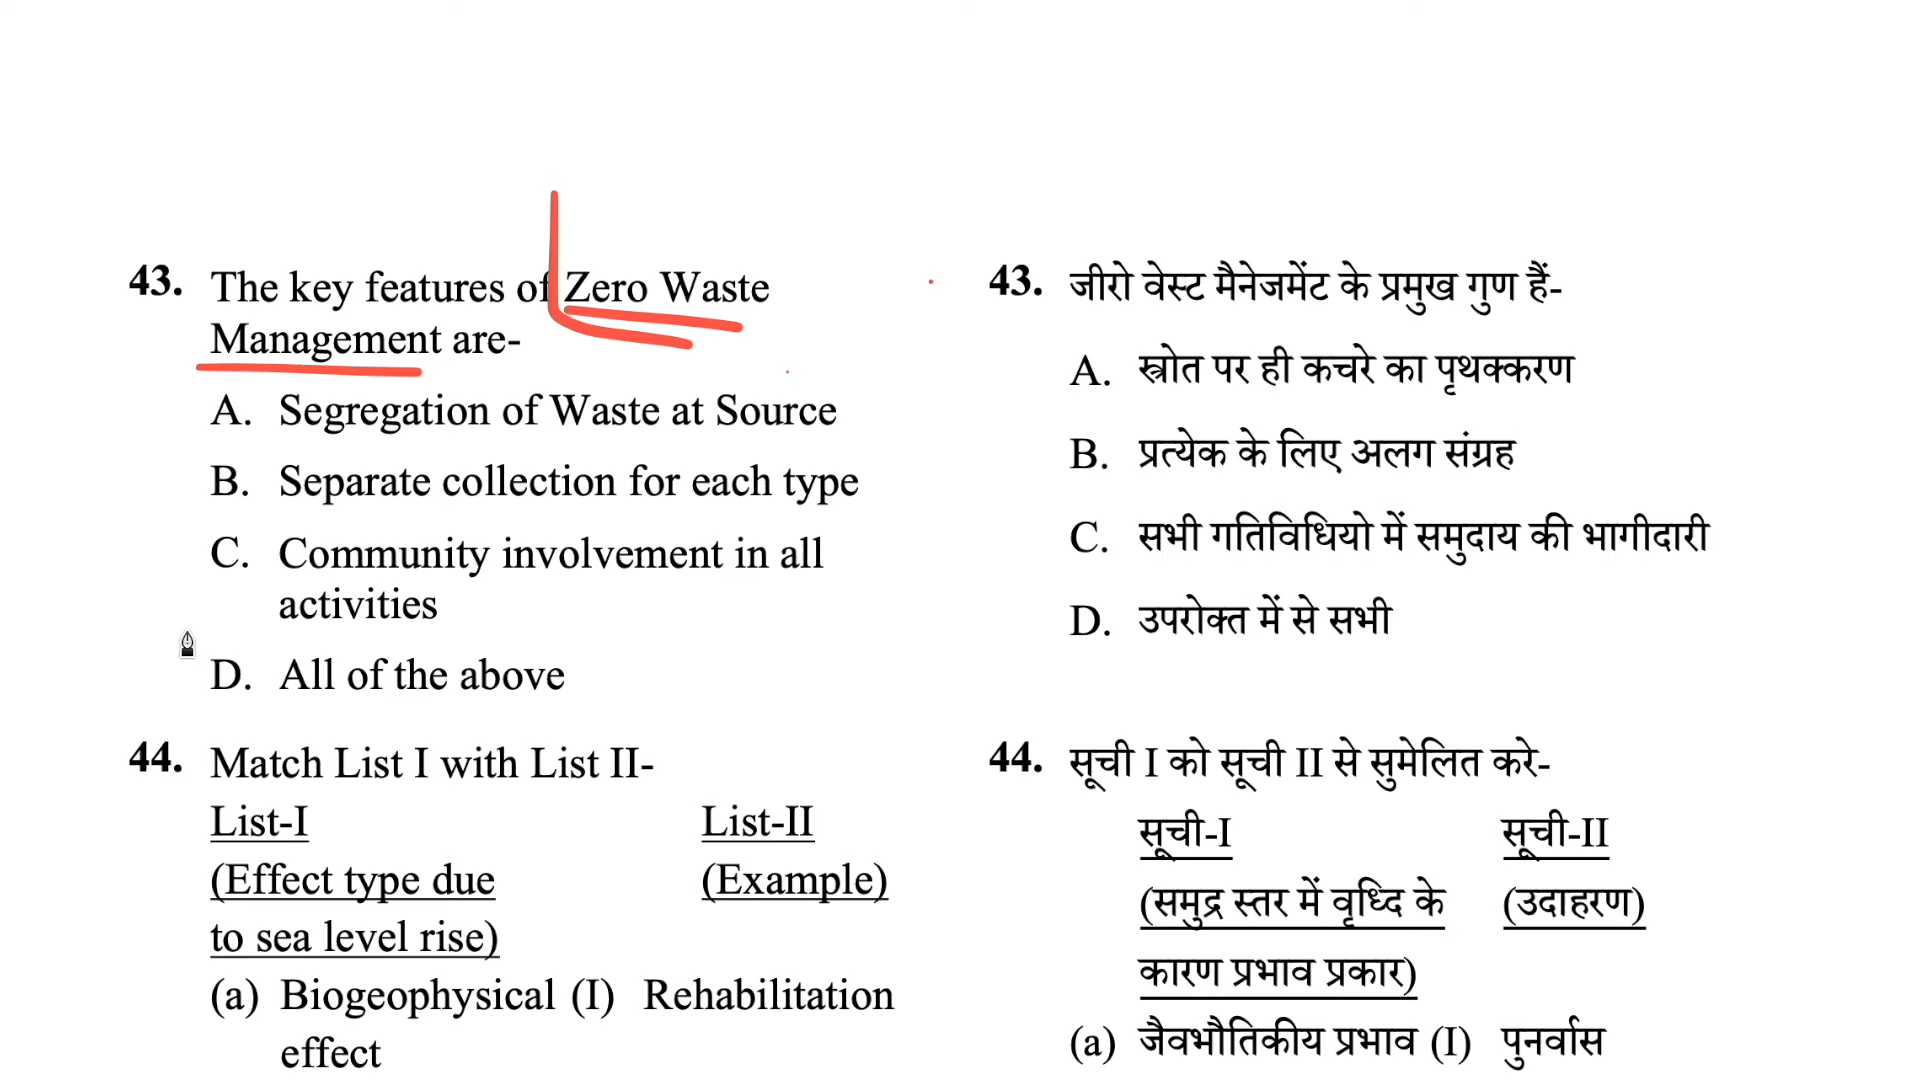 43. The key features of Zero Waste
Management are-
A. Segregation of Waste at Source
B. Separate collection for each type
C. Community involvement in all
activities
D. All of the above
44. Match List I with List II-
List-I List-II
(Effect type due (Example)
to sea level rise)
(a) Biogeophysical (I) Rehabilitation
effect
43. जीरो वेस्ट मैनेजमेंट के प्रमुख गुण हैं-
A. स्त्रोत पर ही कचरे का पृथक्करण
B. प्रत्येक के लिए अलग संग्रह
C. सभी गतिविधियो में समुदाय की भागीदारी
D. उपरोक्त में से सभी
44. सूची I को सूची II से सुमेलित करे-
सूची-I सूची-II
(समुद्र स्तर में वृध्दि के (उदाहरण)
कारण प्रभाव प्रकार)
(a) जैवभौतिकीय प्रभाव (I) पुनर्वास